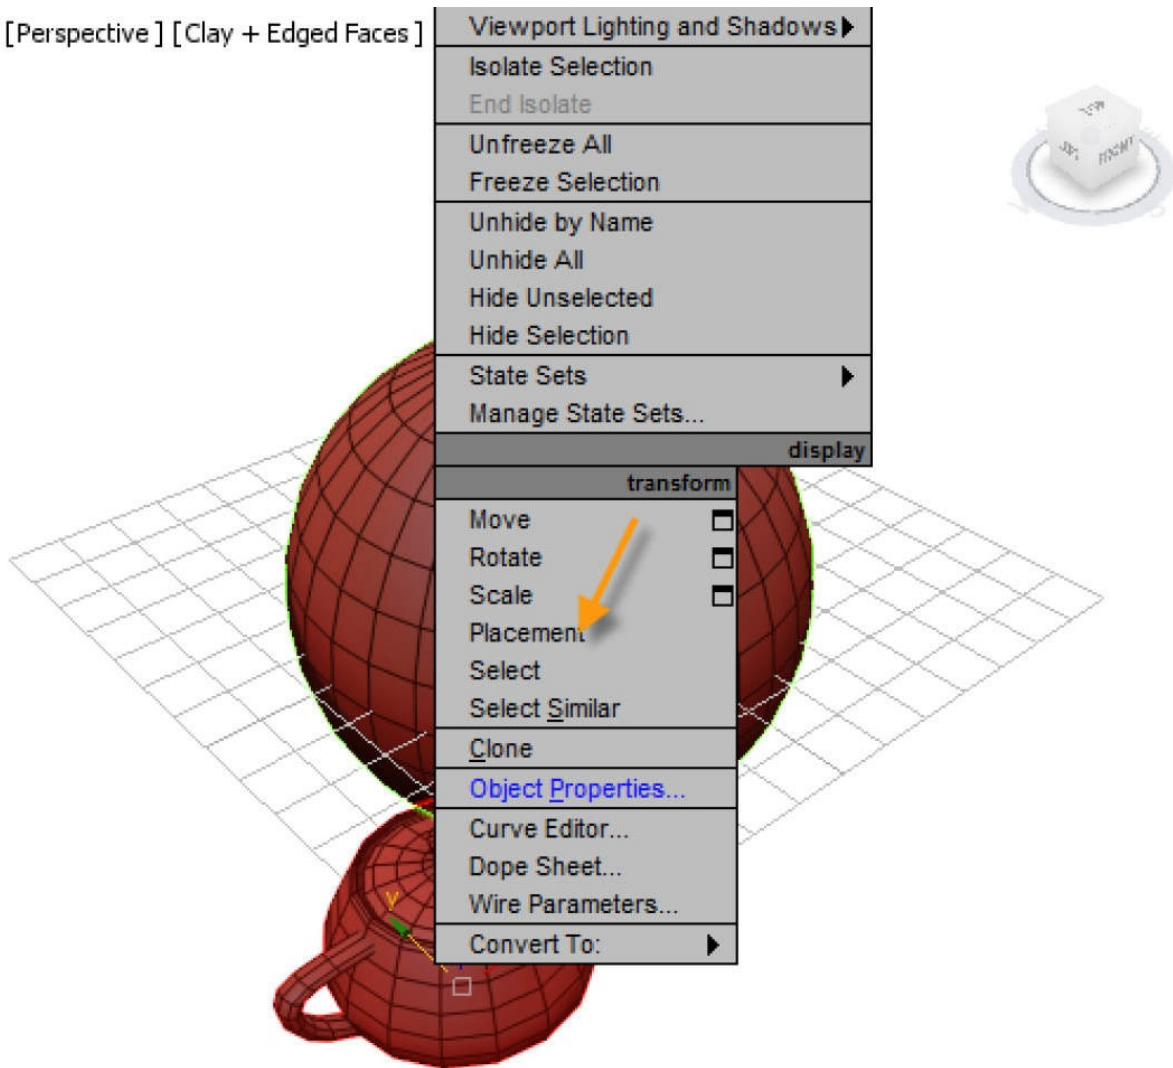 [Perspective ] [Clay + Edged Faces ]
Viewport Lighting and Shadows
Isolate Selection
End Isolate
Unfreeze All
Freeze Selection
Unhide by Name
Unhide All
Hide Unselected
Hide Selection
State Sets
Manage State Sets...
display
transform
Move
Rotate
Scale
Placement
Select
Select Similar
Clone
Object Properties...
Curve Editor...
Dope Sheet...
Wire Parameters...
Convert To:
FRONT